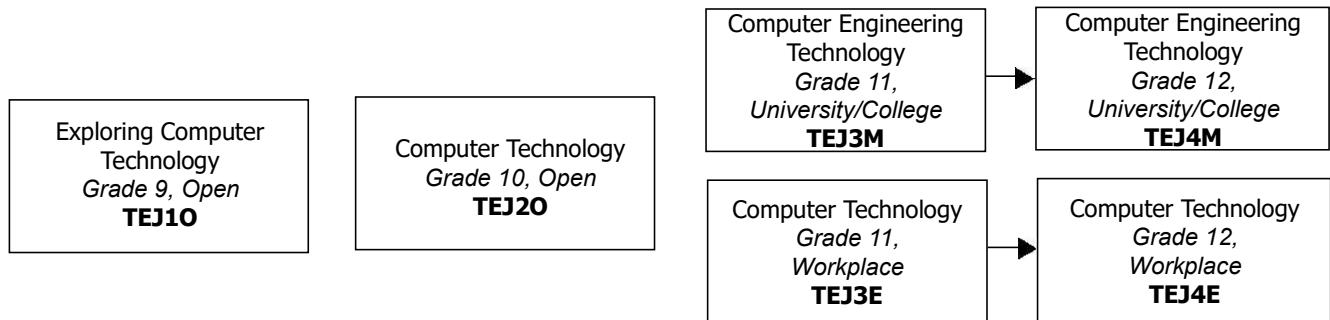 Exploring Computer
Technology
Grade 9, Open
TEJ1O
Computer Technology
Grade 10, Open
TEJ2O
Computer Engineering
Technology
Grade 11,
University/College
TEJ3M
Computer Engineering
Technology
Grade 12,
University/College
TEJ4M
Computer Technology
Grade 11,
Workplace
TEJ3E
Computer Technology
Grade 12,
Workplace
TEJ4E